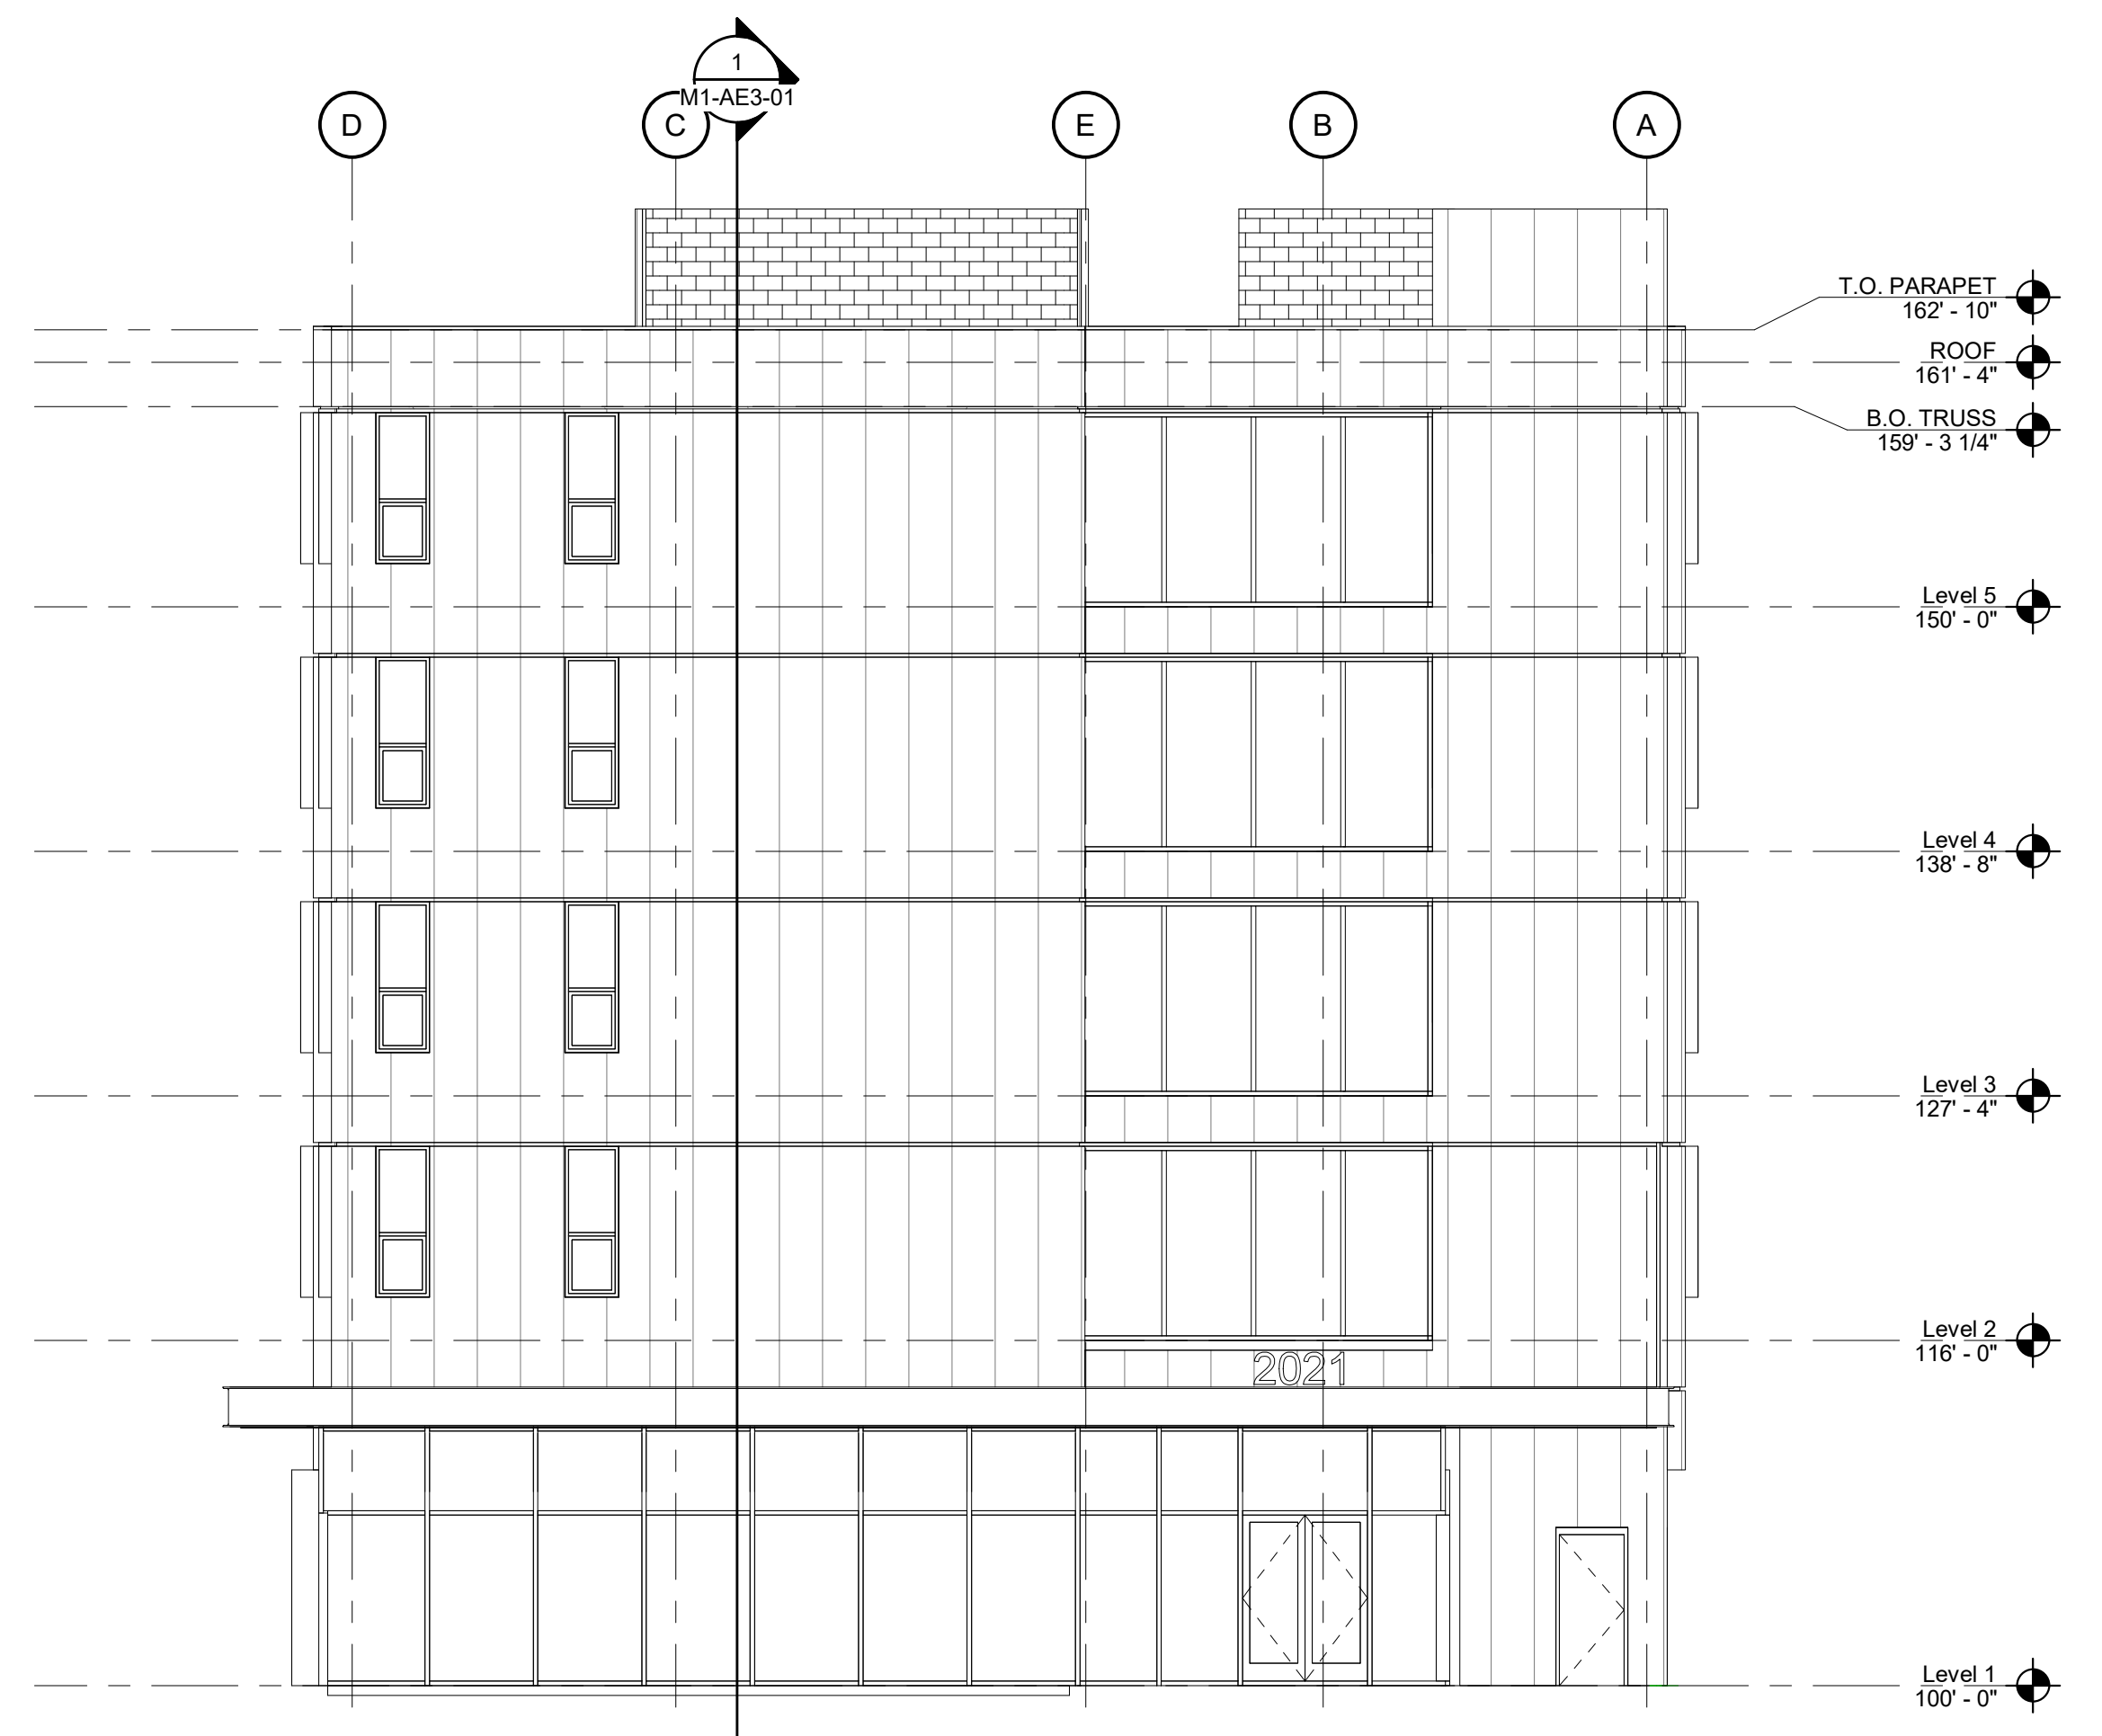 1
M1-AE3-01
D
C
E
B
A
T.O. PARAPET
162' - 10"
ROOF
161' - 4"
B.O. TRUSS
159' - 3 1/4"
Level 5
150' - 0"
Level 4
138' - 8"
Level 3
127' - 4"
Level 2
116' - 0"
2021
Level 1
100' - 0"